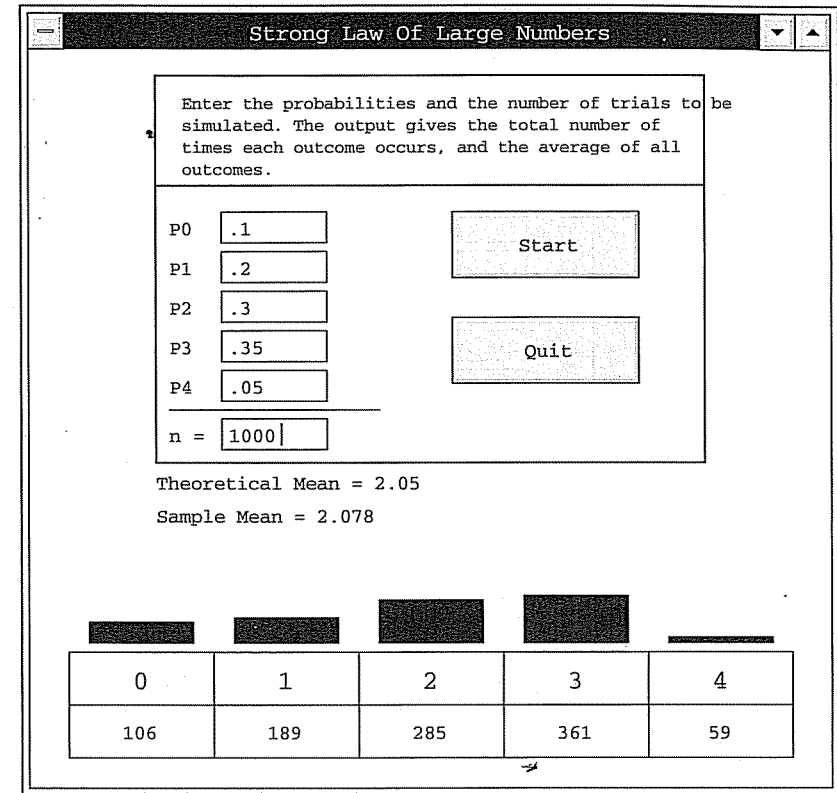 Strong Law Of Large Numbers
Enter the probabilities and the number of trials to be
simulated. The output gives the total number of
times each outcome occurs, and the average of all
outcomes.
P0 .1
P1 .2
P2 .3
P3 .35
P4 .05
n = 1000
Start
Quit
Theoretical Mean = 2.05
Sample Mean = 2.078
0 1 2 3 4
106 189 285 361 59